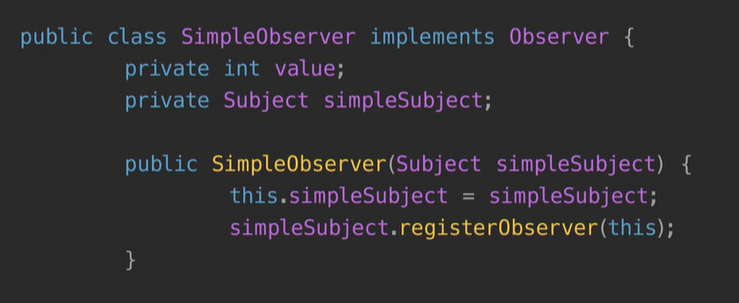 public class SimpleObserver implements Observer {
private int value;
private Subject simpleSubject;
public SimpleObserver(Subject simpleSubject) {
this.simpleSubject = simpleSubject;
simpleSubject.registerObserver(this);
}